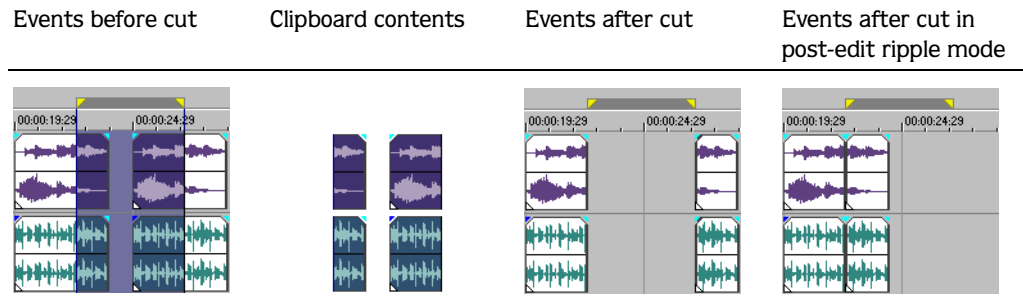 Events before cut
Clipboard contents
Events after cut
Events after cut in
post-edit ripple mode
00:00:19:29 00:00:24:29
00:00:19:29 00:00:24:29
00:00:19:29 00:00:24:29